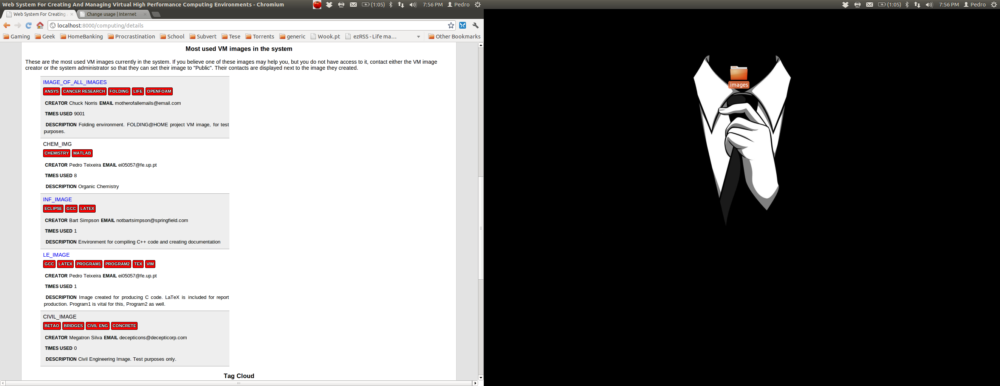 Web System For Creating And Managing Virtual High Performance Computing Environments - Chromium
(1:05) 7:56 PM Pedro
(1:05) 7:56 PM Pedro
Web System For Creating
Change usage | Internet
localhost:8000/computing/details
Gaming Geek HomeBanking Procrastination School Subvert Tese Torrents generic Wook.pt ezRSS - Life ma... Other Bookmarks
Most used VM images in the system
These are the most used VM images currently in the system. If you believe one of these images may help you, but you do not have access to it, contact either the VM image
creator or the system administrator so that they can set their image to "Public". Their contacts are displayed next to the image they created.
IMAGE_OF_ALL_IMAGES
ANSYS CANCER RESEARCH FOLDING LIFE OPENFOAM
CREATOR Chuck Norris EMAIL motherofallemails@email.com
TIMES USED 9001
DESCRIPTION Folding environment. FOLDING@HOME project VM image, for test
purposes.
CHEM_IMG
CHEMISTRY MATLAB
CREATOR Pedro Teixeira EMAIL ei05057@fe.up.pt
TIMES USED 8
DESCRIPTION Organic Chemistry
INF_IMAGE
ECLIPSE GCC LATEX
CREATOR Bart Simpson EMAIL notbartsimpson@springfield.com
TIMES USED 1
DESCRIPTION Environment for compiling C++ code and creating documentation
LE_IMAGE
GCC LATEX PROGRAM1 PROGRAM2 TEX VIM
CREATOR Pedro Teixeira EMAIL ei05057@fe.up.pt
TIMES USED 1
DESCRIPTION Image created for producing C code. LaTeX is included for report
production. Program1 is vital for this, Program2 as well.
CIVIL_IMAGE
BETAO BRIDGES CIVIL ENG CONCRETE
CREATOR Megatron Silva EMAIL decepticons@decepticorp.com
TIMES USED 0
DESCRIPTION Civil Engineering Image. Test purposes only.
Tag Cloud
images